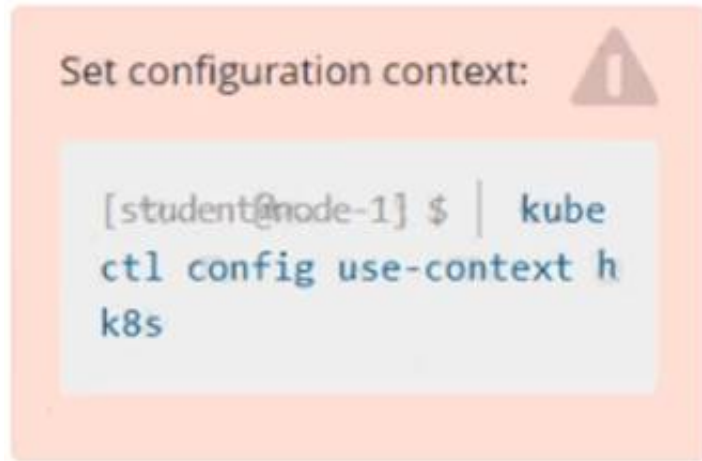 Set configuration context:
[student@node-1] $ | kube
ctl config use-context h
k8s